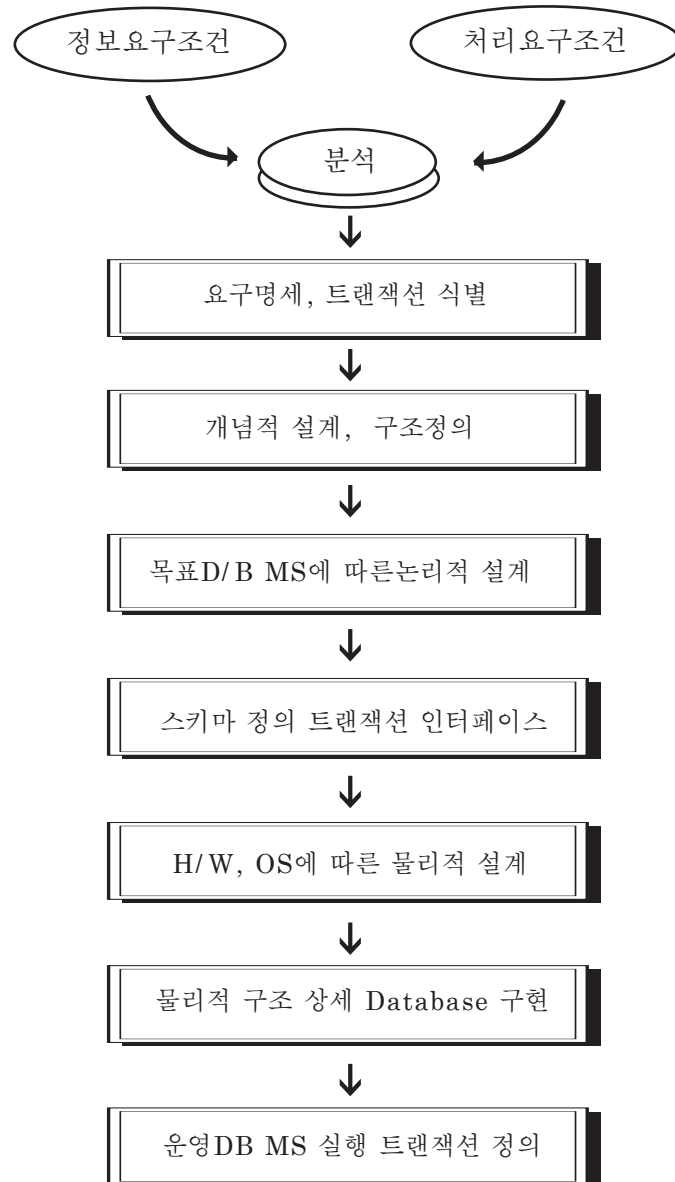 정보요구조건
처리요구조건
분석
요구명세, 트랜잭션 식별
개념적 설계, 구조정의
목표D/B MS에 따른논리적 설계
스키마 정의 트랜잭션 인터페이스
H/W, OS에 따른 물리적 설계
물리적 구조 상세 Database 구현
운영DB MS 실행 트랜잭션 정의